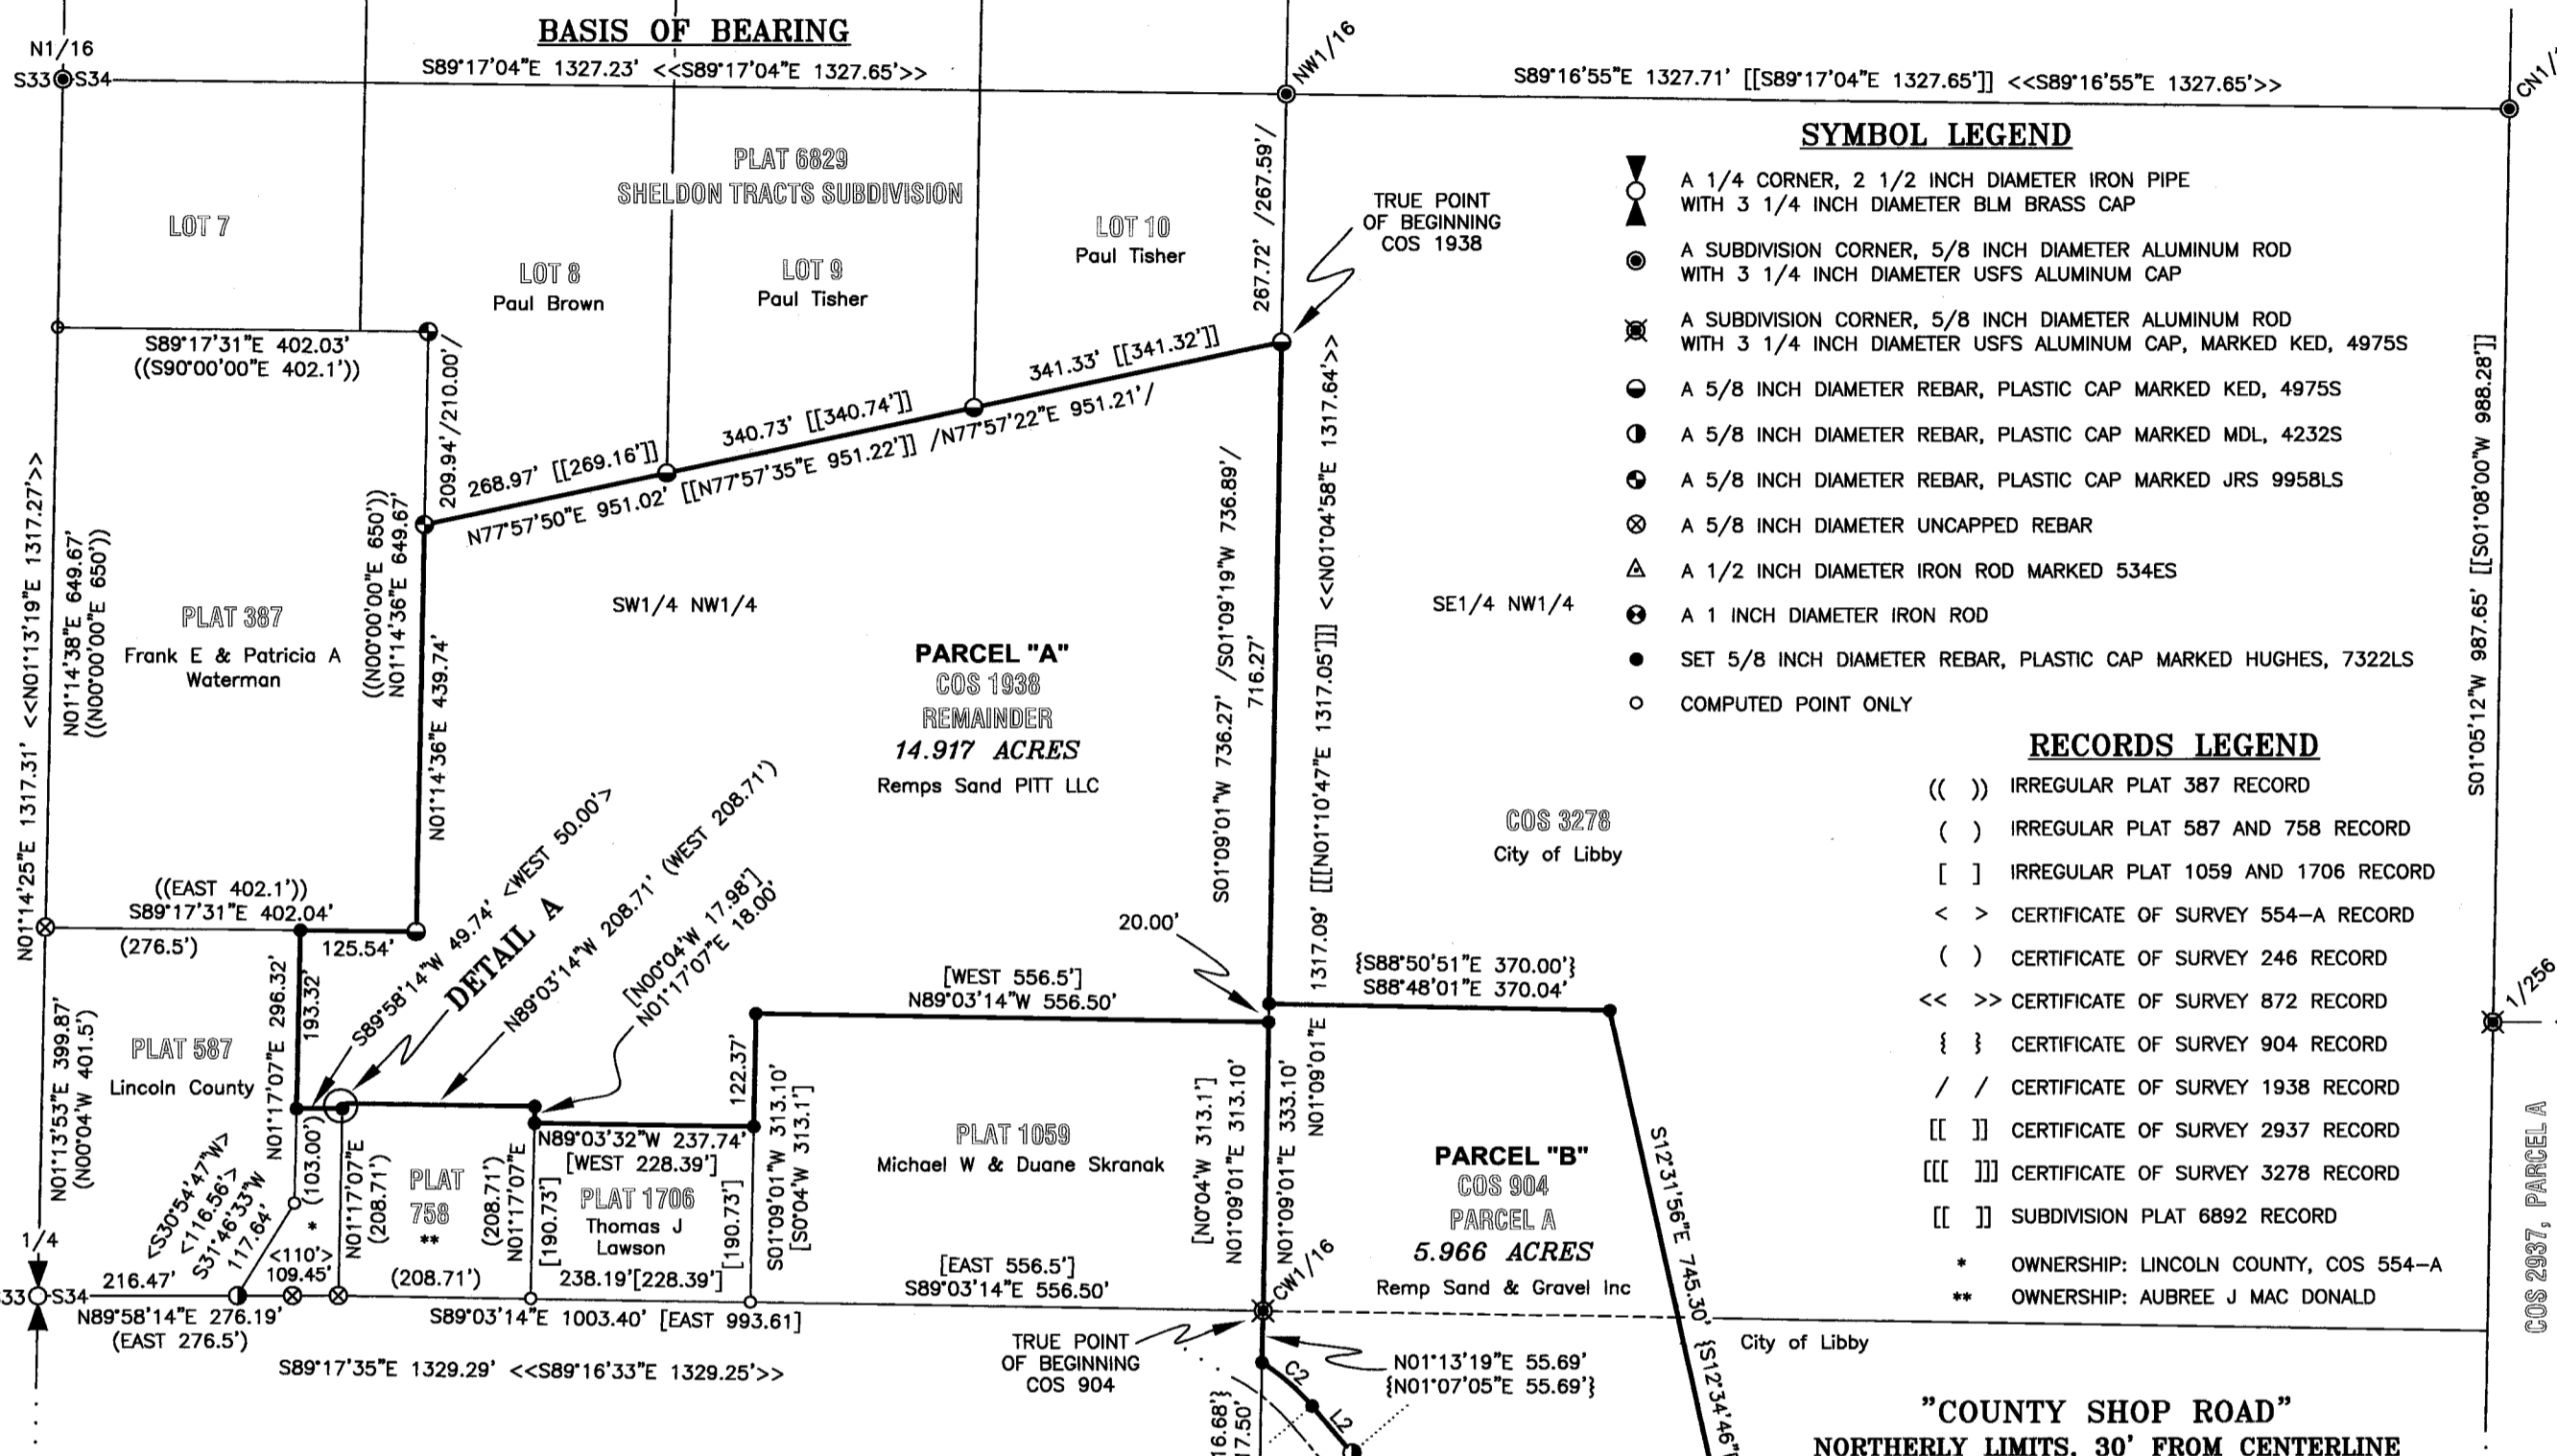 BASIS OF BEARING
N1/16
S33 S34
S89°17'04"E 1327.23' <<S89°17'04"E 1327.65'>>
NW1/16
S89°16'55"E 1327.71' [[S89°17'04"E 1327.65']] <<S89°16'55"E 1327.65'>>
CN1/
PLAT 6829
SHELDON TRACTS SUBDIVISION
LOT 7
LOT 8
Paul Brown
LOT 9
Paul Tisher
LOT 10
Paul Tisher
267.72' /267.59'/
TRUE POINT
OF BEGINNING
COS 1938
S89°17'31"E 402.03'
((S90°00'00"E 402.1'))
209.94'/210.00'/
268.97' [[269.16']]
340.73' [[340.74']]
341.33' [[341.32']]
N77°57'50"E 951.02' [[N77°57'35"E 951.22']] /N77°57'22"E 951.21'/
N01°14'25"E 1317.31' <<N01°13'19"E 1317.27'>>
N01°14'38"E 649.67'
((N00°00'00"E 650'))
((N00°00'00"E 650'))
N01°14'36"E 649.67'
N01°14'36"E 439.74'
PLAT 387
Frank E & Patricia A
Waterman
SW1/4 NW1/4
SE1/4 NW1/4
PARCEL "A"
COS 1938
REMAINDER
14.917 ACRES
Remps Sand PITT LLC
S01°09'01"W 736.27' /S01°09'19"W 736.89'/
716.27'
N01°09'01"E 1317.09' [[[N01°10'47"E 1317.05']]] <<N01°04'58"E 1317.64'>>
COS 3278
City of Libby
((EAST 402.1'))
S89°17'31"E 402.04'
(276.5')
125.54'
N01°17'07"E 296.32'
193.32'
S89°58'14"W 49.74' <WEST 50.00'>
DETAIL A
N89°03'14"W 208.71' (WEST 208.71')
[N00°04'W 17.98']
N01°17'07"E 18.00'
20.00'
[WEST 556.5']
N89°03'14"W 556.50'
{S88°50'51"E 370.00'}
S88°48'01"E 370.04'
N01°13'53"E 399.87'
(N00°04'W 401.5')
PLAT 587
Lincoln County
122.37'
S01°09'01"W 313.10'
[S0°04'W 313.1']
N89°03'32"W 237.74'
[WEST 228.39']
PLAT 1706
Thomas J
Lawson
[190.73']
[190.73']
PLAT
758
**
N01°17'07"E
(208.71')
(208.71')
N01°17'07"E
(103.00')
*
<S30°54'47"W>
<116.56'>
S31°46'33"W
117.64'
<110'>
109.45'
PLAT 1059
Michael W & Duane Skranak
[N0°04'W 313.1']
N01°09'01"E 313.10'
N01°09'01"E 333.10'
PARCEL "B"
COS 904
PARCEL A
5.966 ACRES
Remp Sand & Gravel Inc
S12°31'56"E 745.30' {S12°34'46"
1/4
33 S34
216.47'
N89°58'14"E 276.19'
(EAST 276.5')
(208.71')
238.19'[228.39']
S89°03'14"E 1003.40' [EAST 993.61]
[EAST 556.5']
S89°03'14"E 556.50'
CW1/16
S89°17'35"E 1329.29' <<S89°16'33"E 1329.25'>>
TRUE POINT
OF BEGINNING
COS 904
N01°13'19"E 55.69'
{N01°07'05"E 55.69'}
C2
L2
16.68'}
17.50'
City of Libby
"COUNTY SHOP ROAD"
NORTHERLY LIMITS, 30' FROM CENTERLINE
SYMBOL LEGEND
A 1/4 CORNER, 2 1/2 INCH DIAMETER IRON PIPE
WITH 3 1/4 INCH DIAMETER BLM BRASS CAP
A SUBDIVISION CORNER, 5/8 INCH DIAMETER ALUMINUM ROD
WITH 3 1/4 INCH DIAMETER USFS ALUMINUM CAP
A SUBDIVISION CORNER, 5/8 INCH DIAMETER ALUMINUM ROD
WITH 3 1/4 INCH DIAMETER USFS ALUMINUM CAP, MARKED KED, 4975S
A 5/8 INCH DIAMETER REBAR, PLASTIC CAP MARKED KED, 4975S
A 5/8 INCH DIAMETER REBAR, PLASTIC CAP MARKED MDL, 4232S
A 5/8 INCH DIAMETER REBAR, PLASTIC CAP MARKED JRS 9958LS
A 5/8 INCH DIAMETER UNCAPPED REBAR
A 1/2 INCH DIAMETER IRON ROD MARKED 534ES
A 1 INCH DIAMETER IRON ROD
SET 5/8 INCH DIAMETER REBAR, PLASTIC CAP MARKED HUGHES, 7322LS
COMPUTED POINT ONLY
RECORDS LEGEND
(( )) IRREGULAR PLAT 387 RECORD
( ) IRREGULAR PLAT 587 AND 758 RECORD
[ ] IRREGULAR PLAT 1059 AND 1706 RECORD
< > CERTIFICATE OF SURVEY 554-A RECORD
( ) CERTIFICATE OF SURVEY 246 RECORD
<< >> CERTIFICATE OF SURVEY 872 RECORD
{ } CERTIFICATE OF SURVEY 904 RECORD
/ / CERTIFICATE OF SURVEY 1938 RECORD
[[ ]] CERTIFICATE OF SURVEY 2937 RECORD
[[[ ]]] CERTIFICATE OF SURVEY 3278 RECORD
[[ ]] SUBDIVISION PLAT 6892 RECORD
* OWNERSHIP: LINCOLN COUNTY, COS 554-A
** OWNERSHIP: AUBREE J MAC DONALD
S01°05'12"W 987.65' [[S01°08'00"W 988.28']]
1/256
COS 2937, PARCEL A